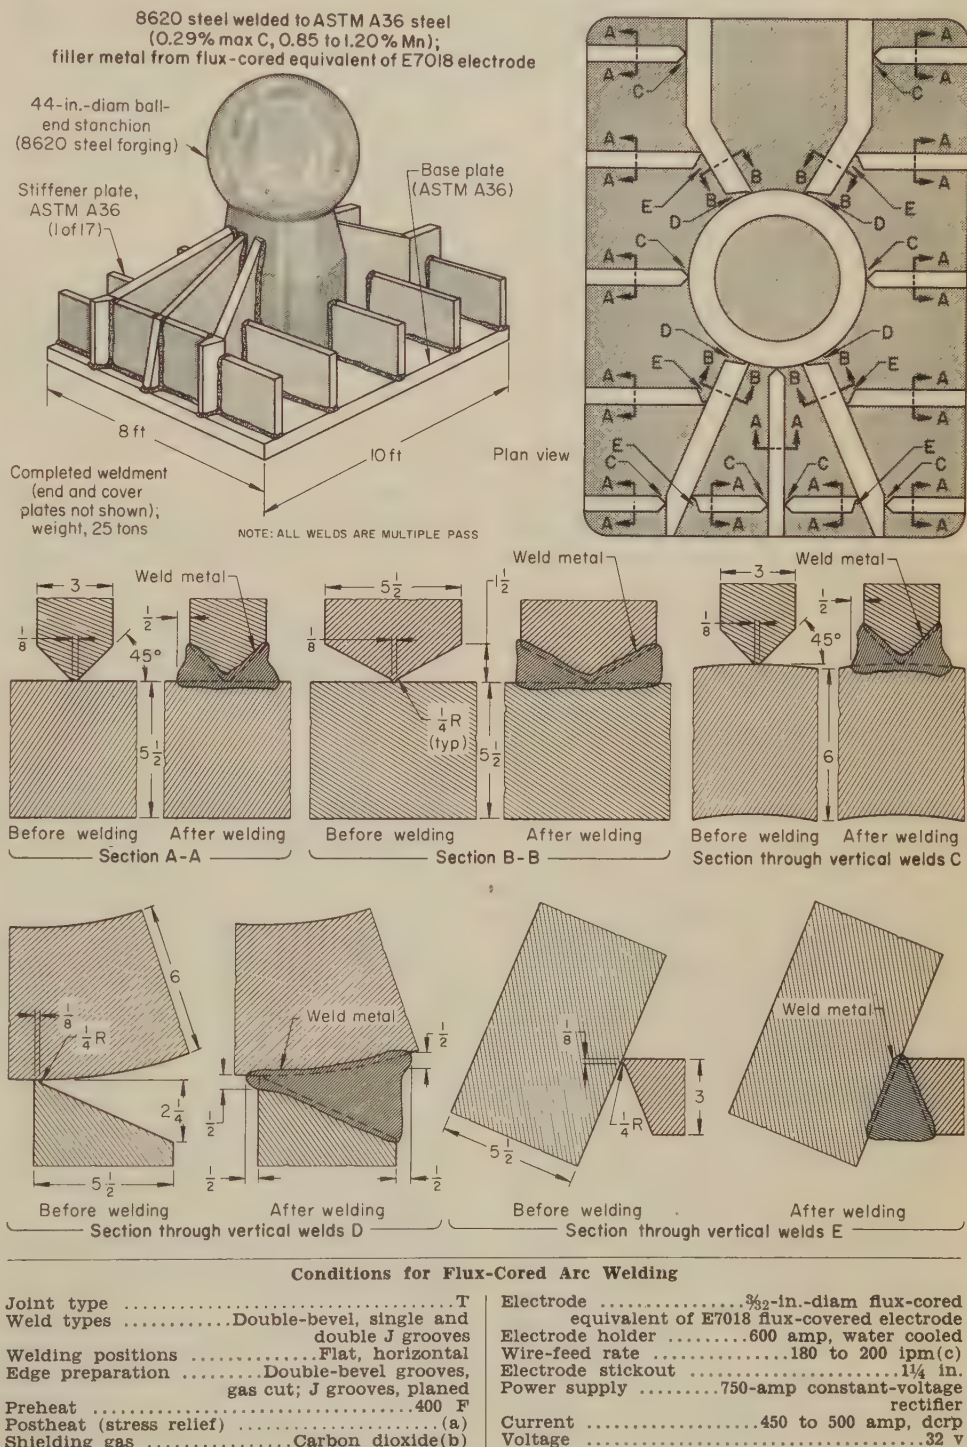 8620 steel welded to ASTM A36 steel
(0.29% max C, 0.85 to 1.20% Mn);
filler metal from flux-cored equivalent of E7018 electrode
44-in.-diam ball-
end stanchion
(8620 steel forging)
Stiffener plate,
ASTM A36
(1 of 17)
Base plate
(ASTM A36)
8 ft
10 ft
Completed weldment
(end and cover
plates not shown);
weight, 25 tons
NOTE: ALL WELDS ARE MULTIPLE PASS
Plan view
A A
A A
C C
A A
A B B A
E B B E
D D
C C
A A
A A
D D
A E B B E A
A B B A
A A
E E
C C C C
A A A A
A A A A
3
Weld metal
1/2
1/8
45°
5 1/2
Before welding
After welding
Section A-A
5 1/2
Weld metal
1 1/2
1/8
1/4 R
(typ)
5 1/2
Before welding
After welding
Section B-B
3
Weld metal
1/2
1/8
45°
6
Before welding
After welding
Section through vertical welds C
6
1/8
1/4 R
2 1/4
5 1/2
Weld metal
1/2
1/2
1/2
1/2
Before welding
After welding
Section through vertical welds D
1/8
1/4 R
3
5 1/2
Weld metal
Before welding
After welding
Section through vertical welds E
Conditions for Flux-Cored Arc Welding
Joint type ..................................T
Weld types ...........Double-bevel, single and
double J grooves
Welding positions .............Flat, horizontal
Edge preparation ........Double-bevel grooves,
gas cut; J grooves, planed
Preheat .................................400 F
Postheat (stress relief) .......................(a)
Shielding gas ............Carbon dioxide(b)
Electrode ...............3/32-in.-diam flux-cored
equivalent of E7018 flux-covered electrode
Electrode holder .........600 amp, water cooled
Wire-feed rate ..............180 to 200 ipm(c)
Electrode stickout ......................1 1/4 in.
Power supply .........750-amp constant-voltage
rectifier
Current ..................450 to 500 amp, dcrp
Voltage ..................................32 v